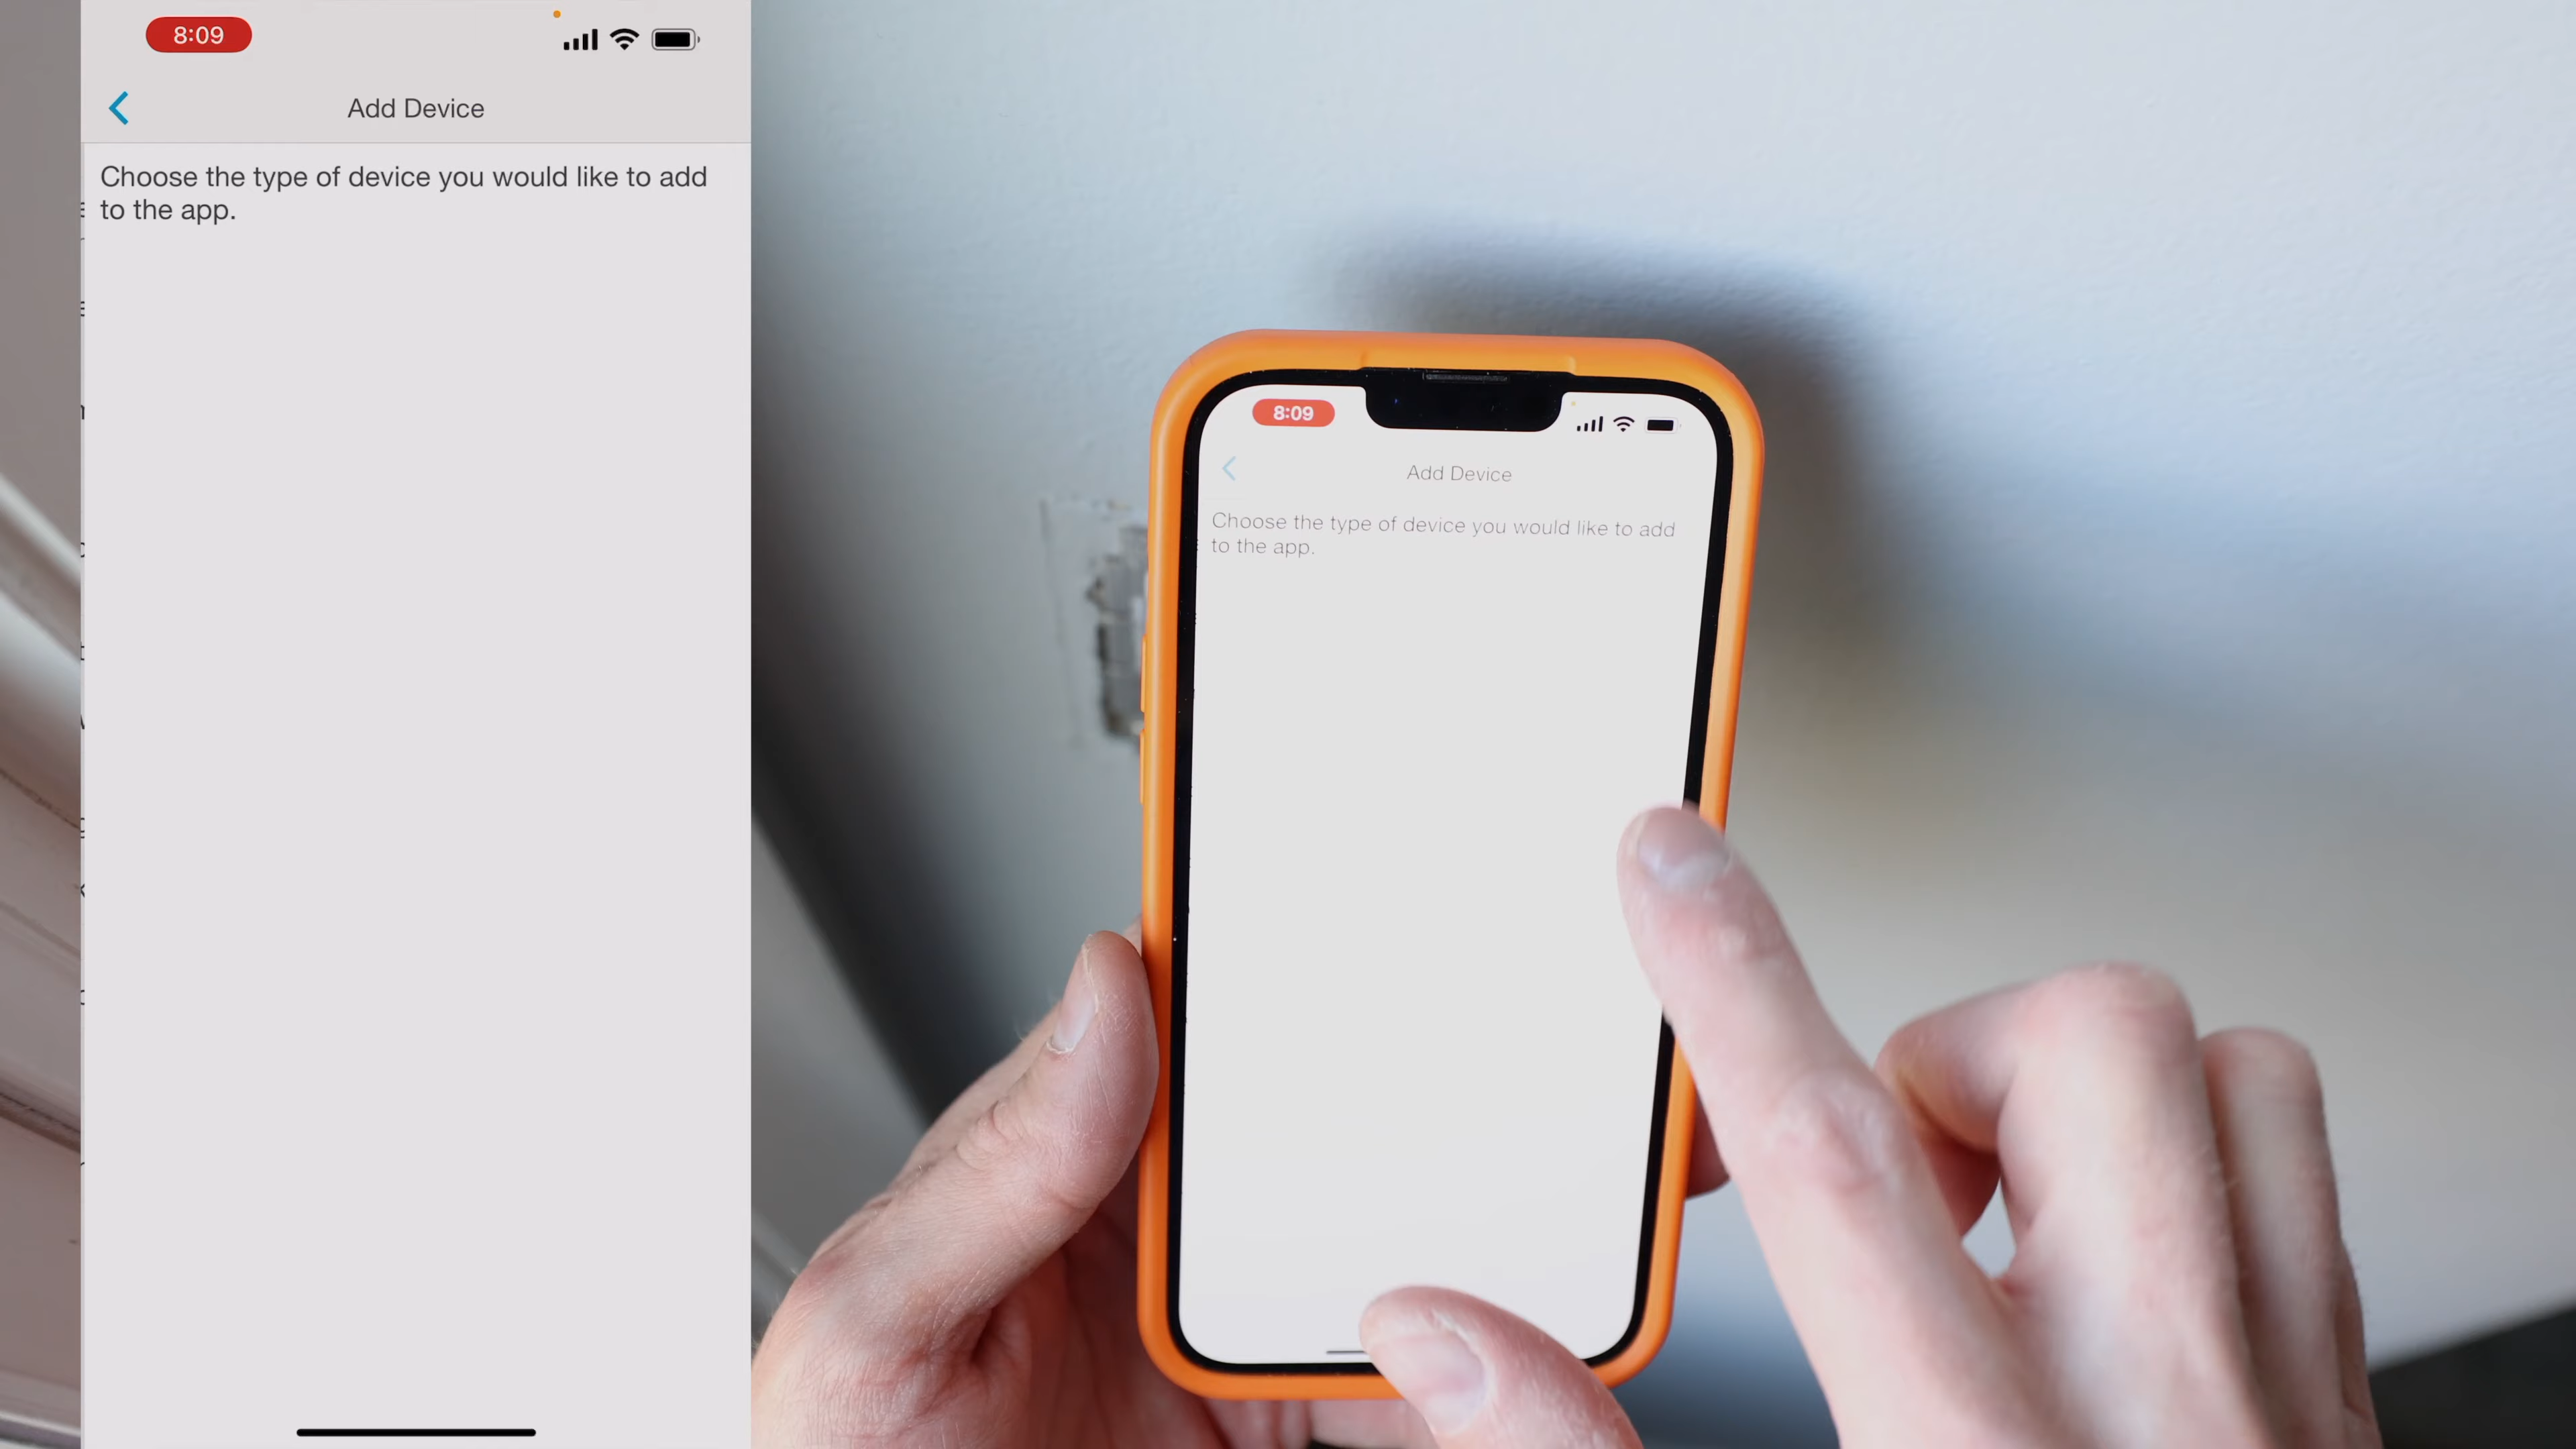 8:09
Add Device
Choose the type of device you would like to add
to the app.
8:09
Add Device
Choose the type of device you would like to add
to the app.